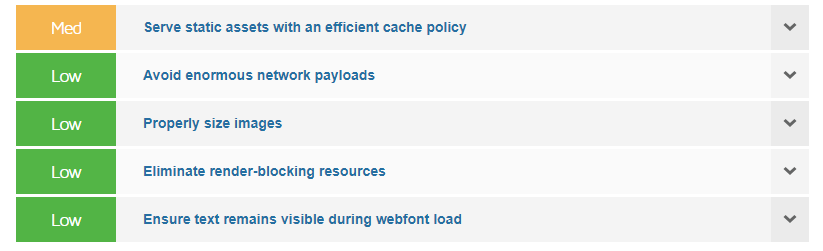 Med Serve static assets with an efficient cache policy
Low Avoid enormous network payloads
Low Properly size images
Low Eliminate render-blocking resources
Low Ensure text remains visible during webfont load